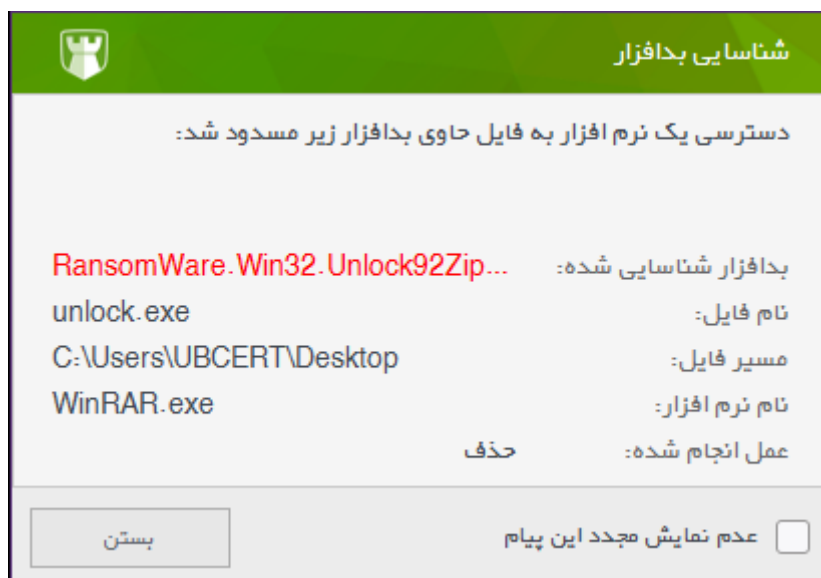 شناسایی بدافزار
دسترسی یک نرم افزار به فایل حاوی بدافزار زیر مسدود شد:
بدافزار شناسایی شده: RansomWare.Win32.Unlock92Zip...
نام فایل: unlock.exe
مسیر فایل: C:\Users\UBCERT\Desktop
نام نرم افزار: WinRAR.exe
عمل انجام شده: حذف
عدم نمایش مجدد این پیام
بستن